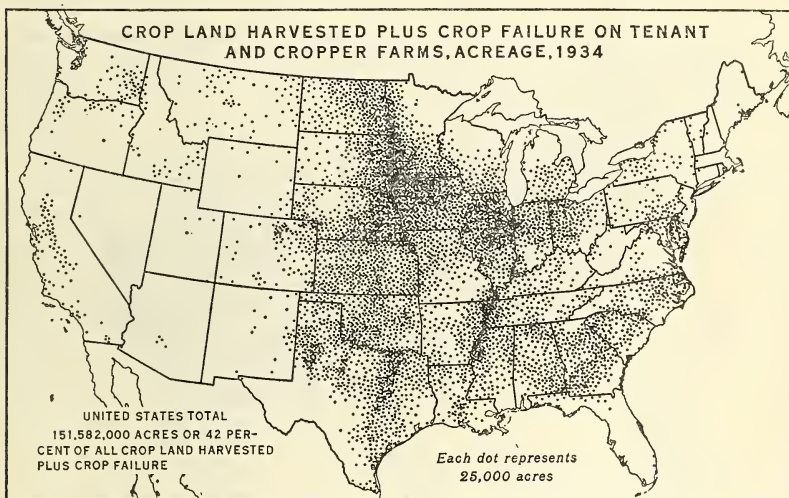 CROP LAND HARVESTED PLUS CROP FAILURE ON TENANT
AND CROPPER FARMS, ACREAGE, 1934
UNITED STATES TOTAL
151,582,000 ACRES OR 42 PER-
CENT OF ALL CROP LAND HARVESTED
PLUS CROP FAILURE
Each dot represents
25,000 acres